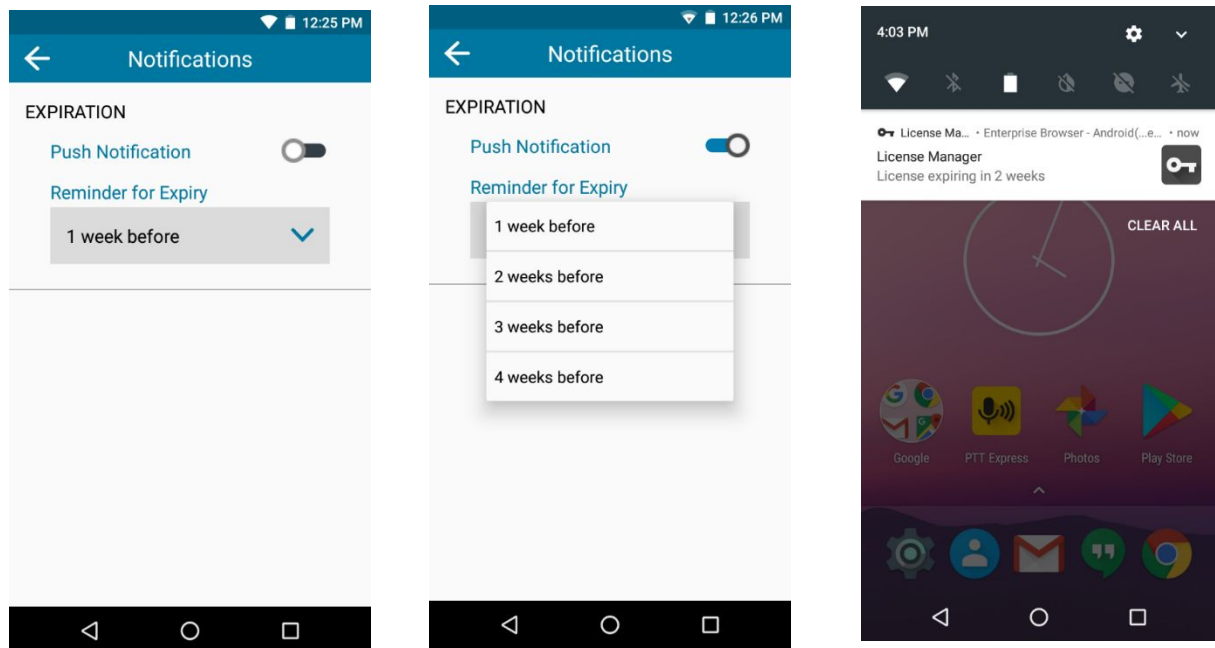 12:25 PM
Notifications
EXPIRATION
Push Notification
Reminder for Expiry
1 week before
12:26 PM
Notifications
EXPIRATION
Push Notification
Reminder for Expiry
1 week before
2 weeks before
3 weeks before
4 weeks before
4:03 PM
License Ma... • Enterprise Browser - Android(...e... • now
License Manager
License expiring in 2 weeks
CLEAR ALL
Google PTT Express Photos Play Store